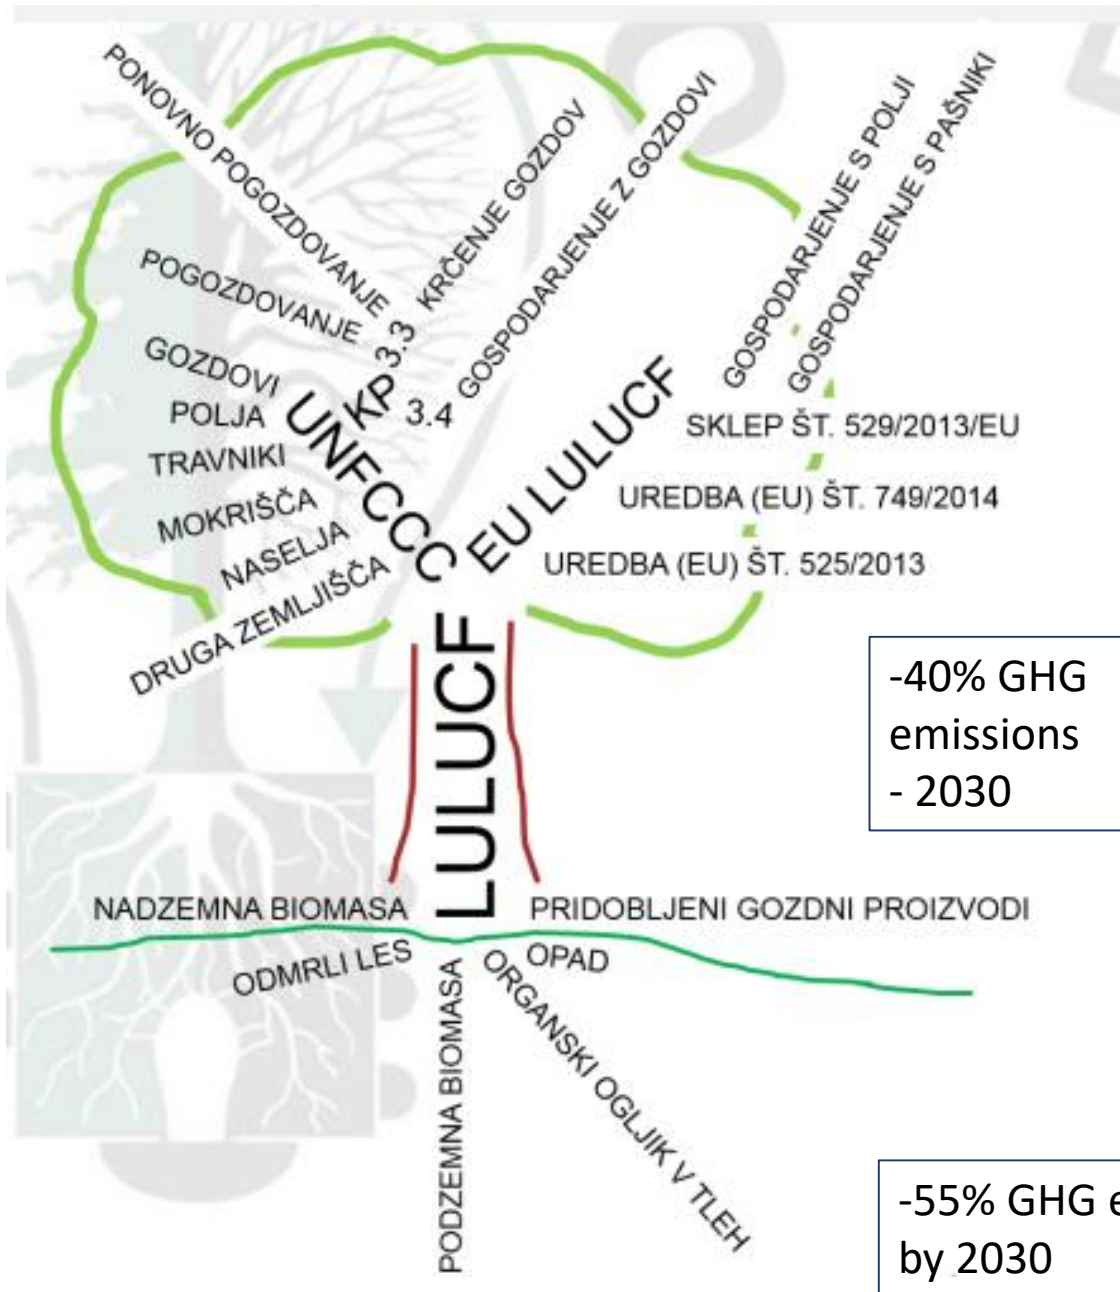 PONOVNO POGOZDOVANJE
POGOZDOVANJE
KP 3.3
KRČENJE GOZDOV
3.4
GOSPODARJENJE Z GOZDOVI
GOZDOVI
POLJA
TRAVNIKI
MOKRIŠČA
NASELJA
DRUGA ZEMLJIŠČA
UNFCCC
EU LULUCF
GOSPODARJENJE S POLJI
GOSPODARJENJE S PAŠNIKI
SKLEP ŠT. 529/2013/EU
UREDBA (EU) ŠT. 749/2014
UREDBA (EU) ŠT. 525/2013
LULUCF
-40% GHG
emissions
- 2030
NADZEMNA BIOMASA
PRIDOBLJENI GOZDNI PROIZVODI
ODMRLI LES
OPAD
PODZEMNA BIOMASA
ORGANSKI OGLJIK V TLEH
-55% GHG e
by 2030